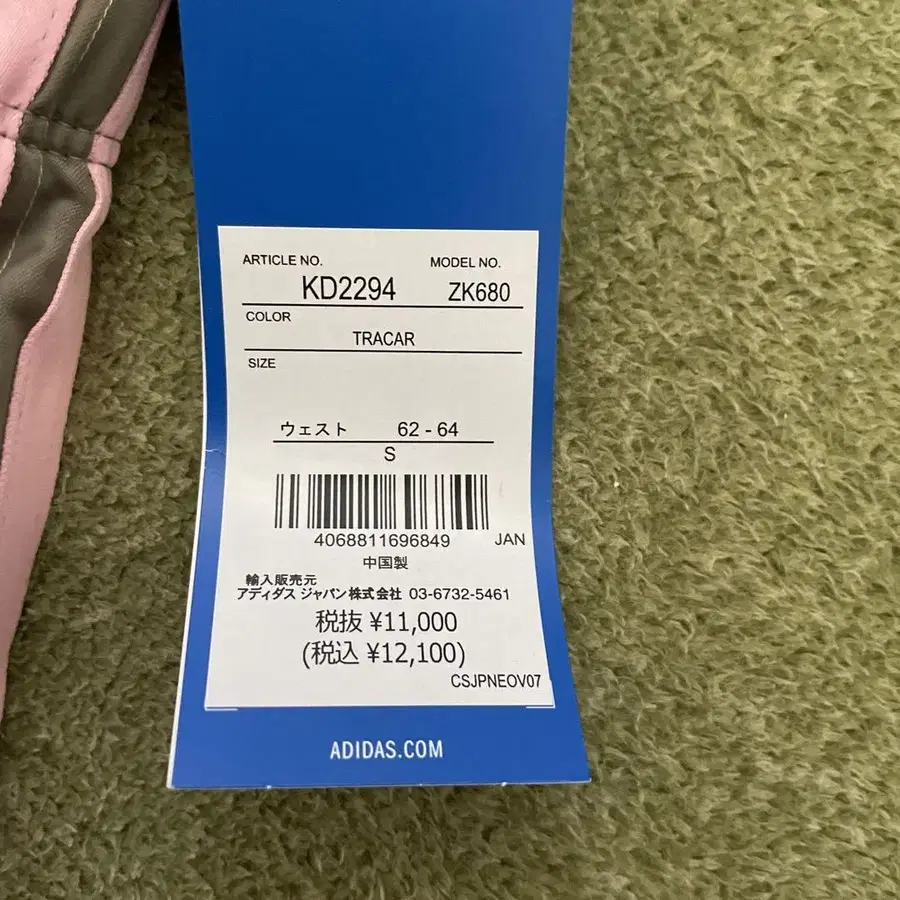 ARTICLE NO. MODEL NO.
KD2294 ZK680
COLOR
TRACAR
SIZE
ウェスト 62 - 64
S
4068811696849 JAN
中国製
輸入販売元
アディダス ジャパン株式会社 03-6732-5461
税抜 ¥11,000
(税込 ¥12,100)
CSJPNEOV07
ADIDAS.COM